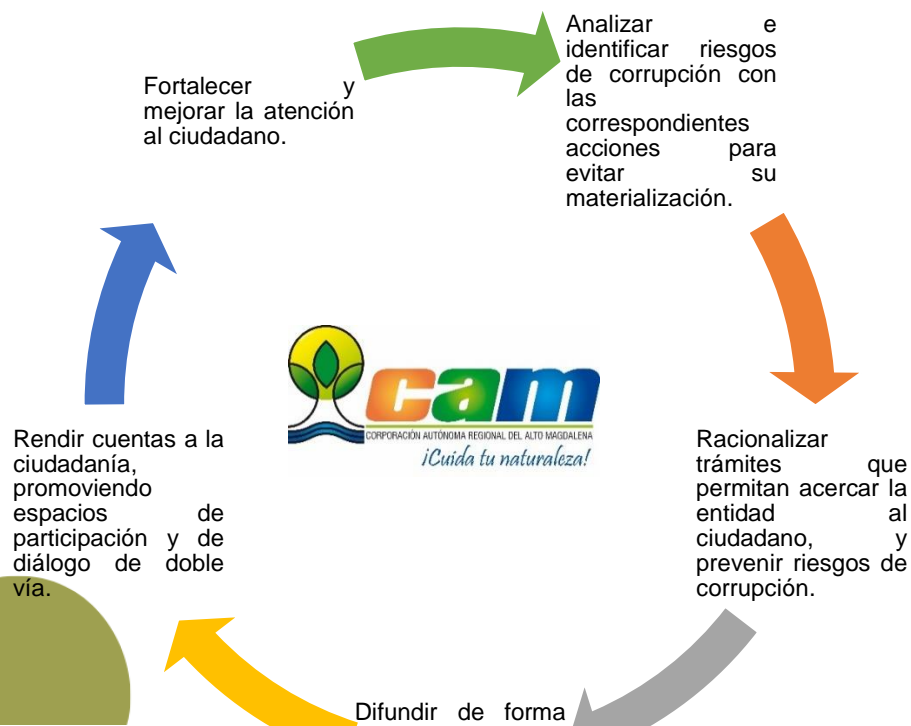 Fortalecer y
mejorar la atención
al ciudadano.
Analizar e
identificar riesgos
de corrupción con
las
correspondientes
acciones para
evitar su
materialización.
cam
CORPORACIÓN AUTÓNOMA REGIONAL DEL ALTO MAGDALENA
¡Cuida tu naturaleza!
Rendir cuentas a la
ciudadanía,
promoviendo
espacios de
participación y de
diálogo de doble
vía.
Racionalizar
trámites que
permitan acercar la
entidad al
ciudadano, y
prevenir riesgos de
corrupción.
Difundir de forma